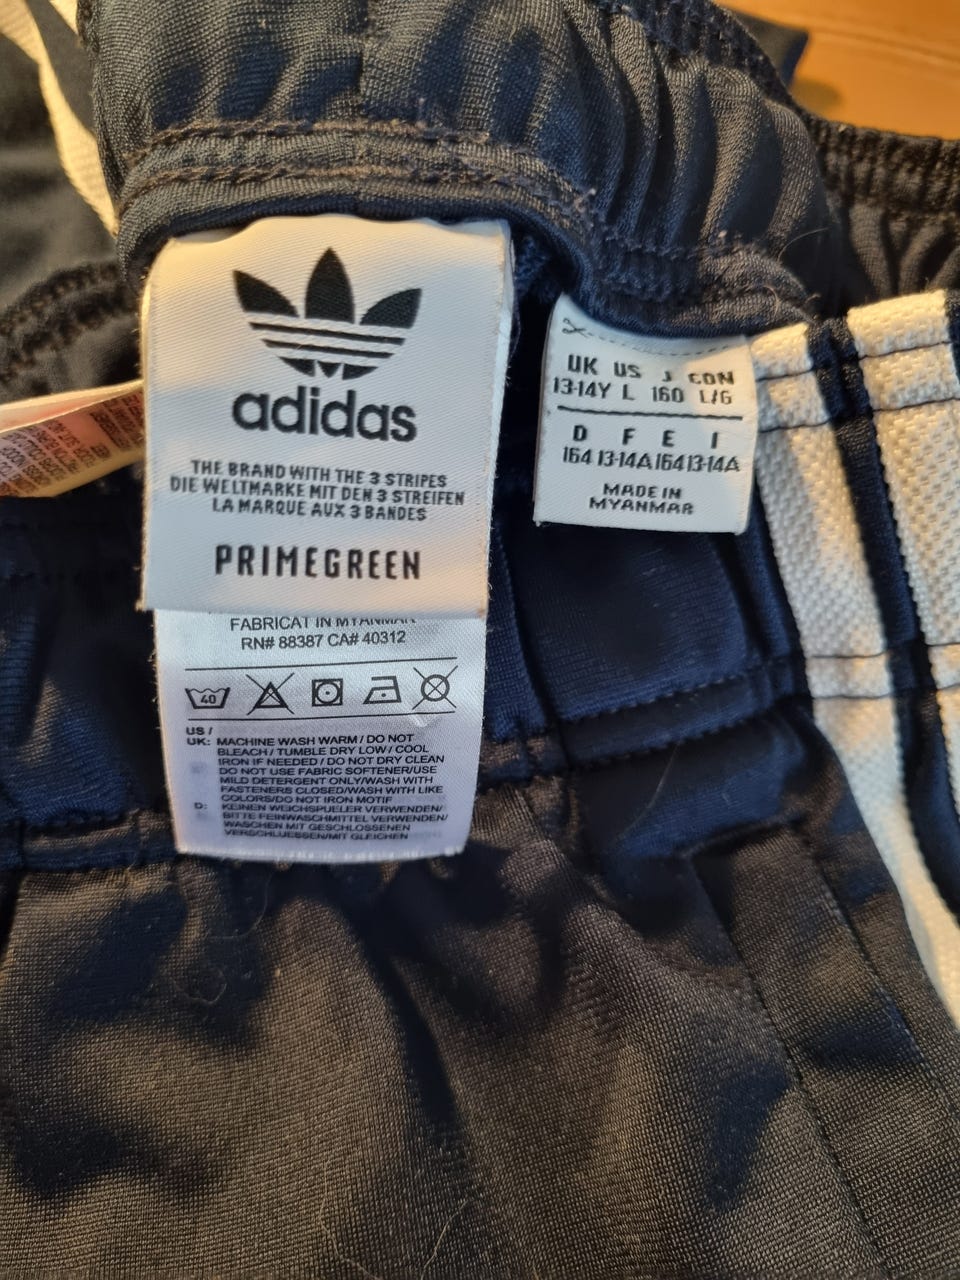 adidas
THE BRAND WITH THE 3 STRIPES
DIE WELTMARKE MIT DEN 3 STREIFEN
LA MARQUE AUX 3 BANDES
PRIMEGREEN
FABRICAT IN MYANMAR
RN# 88387 CA# 40312
40
US /
UK: MACHINE WASH WARM / DO NOT
BLEACH / TUMBLE DRY LOW / COOL
IRON IF NEEDED / DO NOT DRY CLEAN
DO NOT USE FABRIC SOFTENER/USE
MILD DETERGENT ONLY/WASH WITH
FASTENERS CLOSED/WASH WITH LIKE
COLORS/DO NOT IRON MOTIF
D: KEINEN WEICHSPUELER VERWENDEN/
BITTE FEINWASCHMITTEL VERWENDEN/
WASCHEN MIT GESCHLOSSENEN
VERSCHLUESSEN/MIT GLEICHEN
UK US J CDN
13-14Y L 160 L/G
D F E I
164 13-14A 164 13-14A
MADE IN
MYANMAR